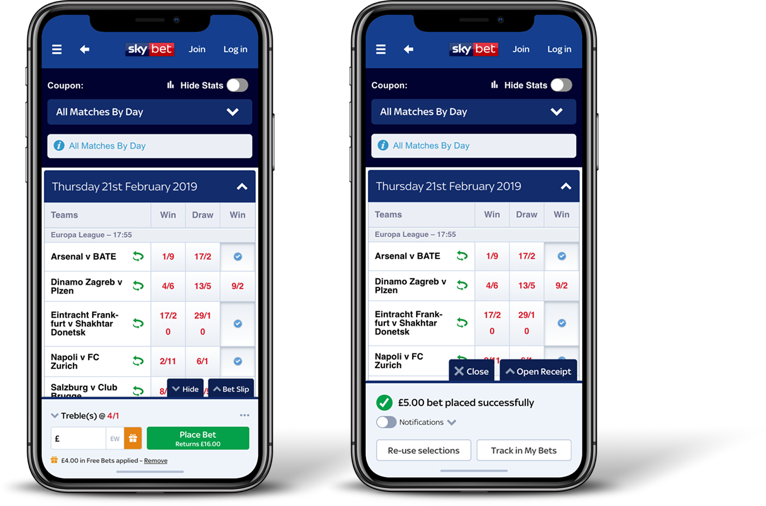 sky bet Join Log in
Coupon: Hide Stats
All Matches By Day
All Matches By Day
Thursday 21st February 2019
Teams Win Draw Win
Europa League – 17:55
Arsenal v BATE 1/9 17/2
Dinamo Zagreb v
Plzen 4/6 13/5 9/2
Eintracht Frank-
furt v Shakhtar
Donetsk 17/2
0 29/1
0
Napoli v FC
Zurich 2/11 6/1
Salzburg v Club
Brugge 8/
Hide Bet Slip
Treble(s) @ 4/1
£ EW Place Bet
Returns £16.00
£4.00 in Free Bets applied – Remove
sky bet Join Log in
Coupon: Hide Stats
All Matches By Day
All Matches By Day
Thursday 21st February 2019
Teams Win Draw Win
Europa League – 17:55
Arsenal v BATE 1/9 17/2
Dinamo Zagreb v
Plzen 4/6 13/5 9/2
Eintracht Frank-
furt v Shakhtar
Donetsk 17/2
0 29/1
0
Napoli v FC
Zurich
Close Open Receipt
£5.00 bet placed successfully
Notifications
Re-use selections Track in My Bets